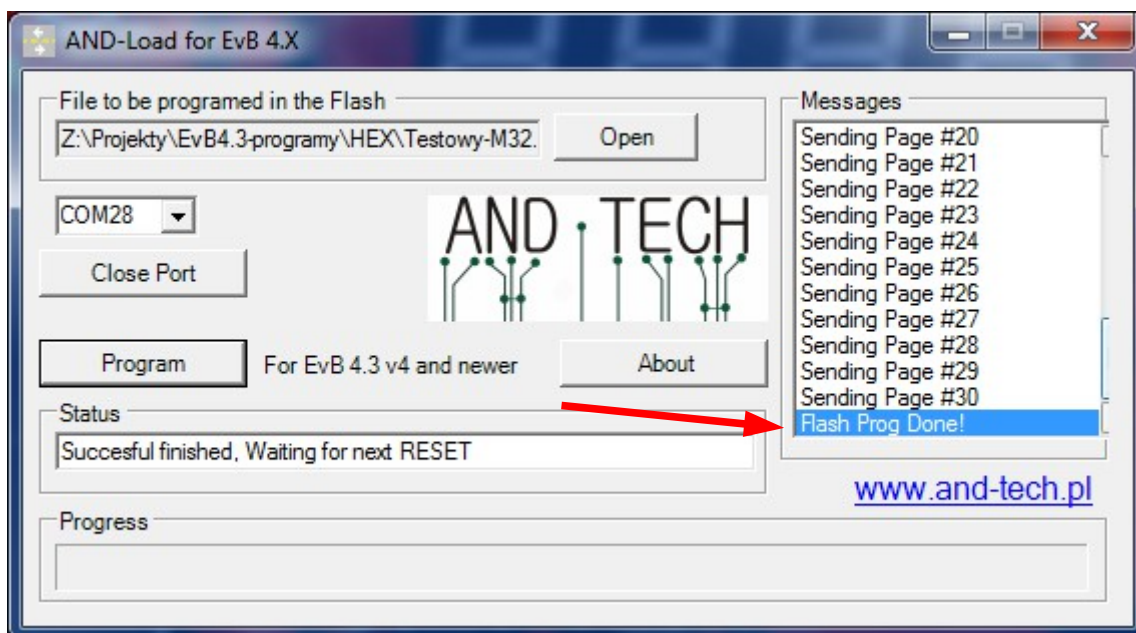 AND-Load for EvB 4.X
File to be programed in the Flash
Z:\Projekty\EvB4.3-programy\HEX\Testowy-M32.
Open
COM28
Close Port
AND TECH
Program
For EvB 4.3 v4 and newer
About
Status
Succesful finished, Waiting for next RESET
Progress
Messages
Sending Page #20
Sending Page #21
Sending Page #22
Sending Page #23
Sending Page #24
Sending Page #25
Sending Page #26
Sending Page #27
Sending Page #28
Sending Page #29
Sending Page #30
Flash Prog Done!
www.and-tech.pl